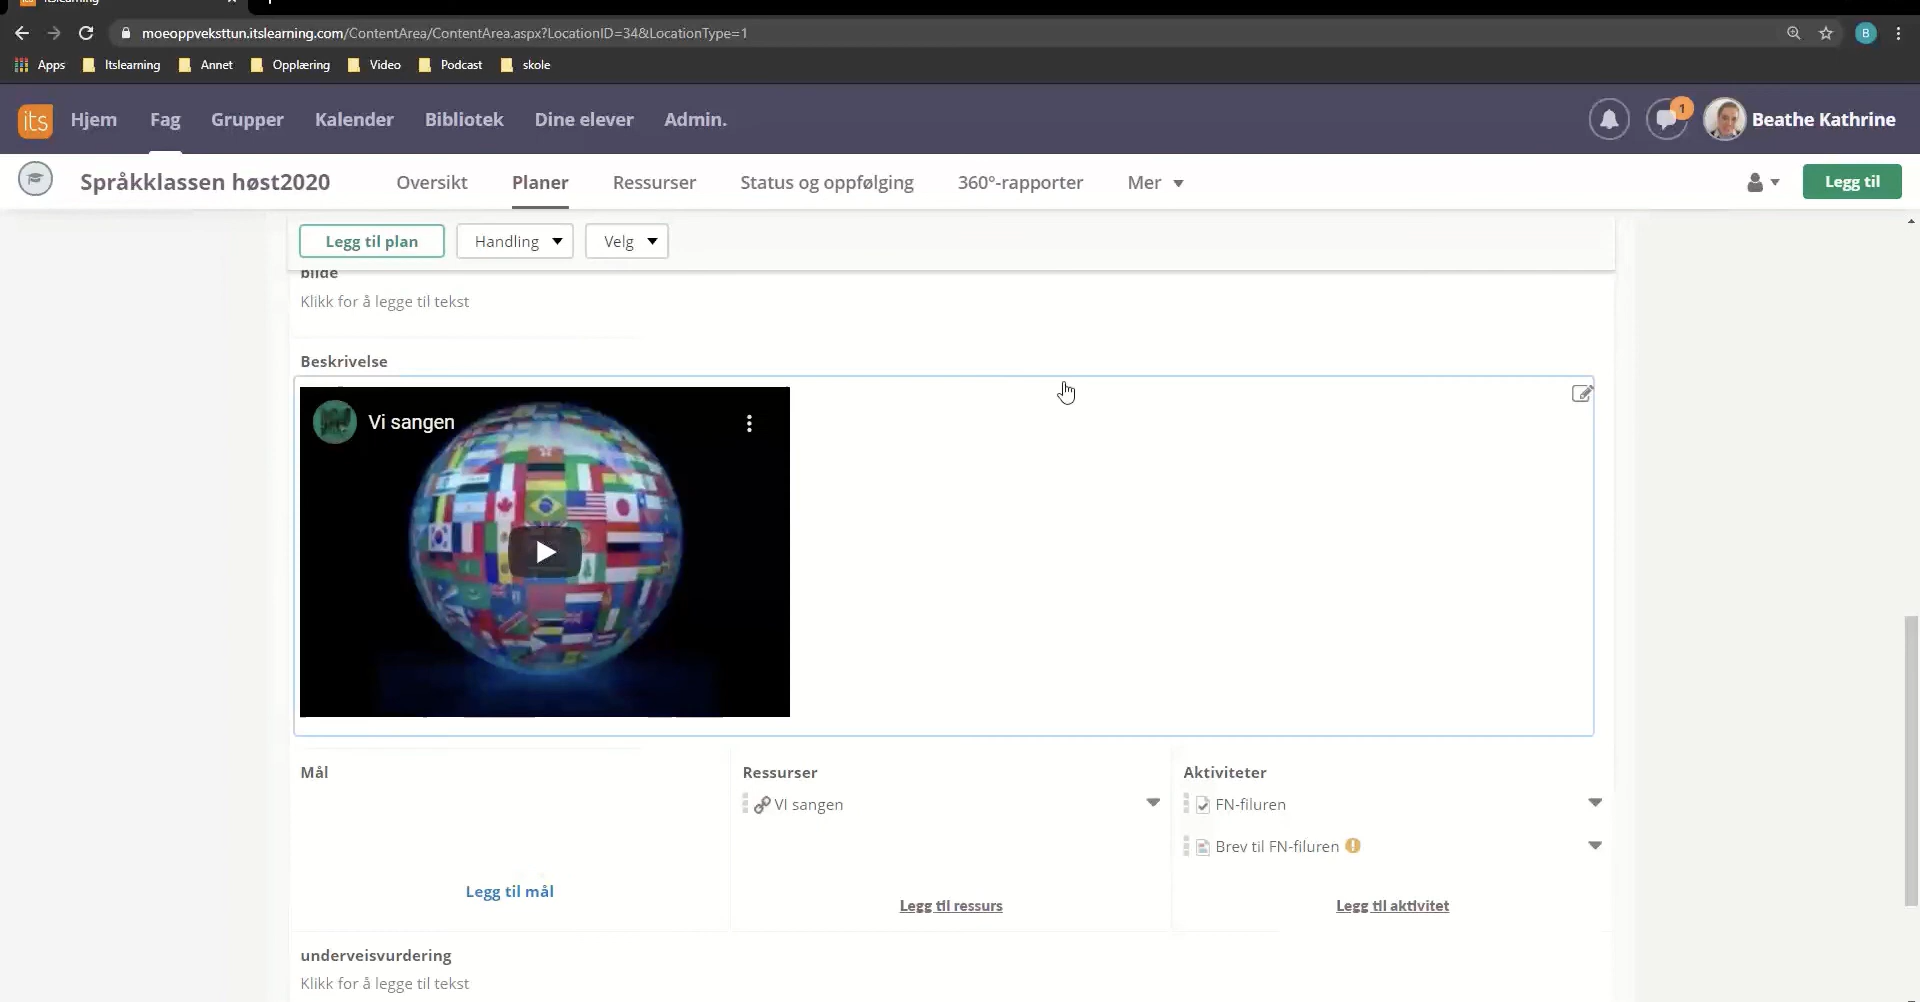 itslearning
moeoppveksttun.itslearning.com/ContentArea/ContentArea.aspx?LocationID=34&LocationType=1
B
Apps Itslearning Annet Opplæring Video Podcast skole
its Hjem Fag Grupper Kalender Bibliotek Dine elever Admin. 1 Beathe Kathrine
Språkklassen høst2020 Oversikt Planer Ressurser Status og oppfølging 360°-rapporter Mer Legg til
Legg til plan Handling Velg
bilde
Klikk for å legge til tekst
Beskrivelse
Vi sangen
Mål Ressurser Aktiviteter
VI sangen FN-filuren
Brev til FN-filuren
Legg til mål Legg til ressurs Legg til aktivitet
underveisvurdering
Klikk for å legge til tekst